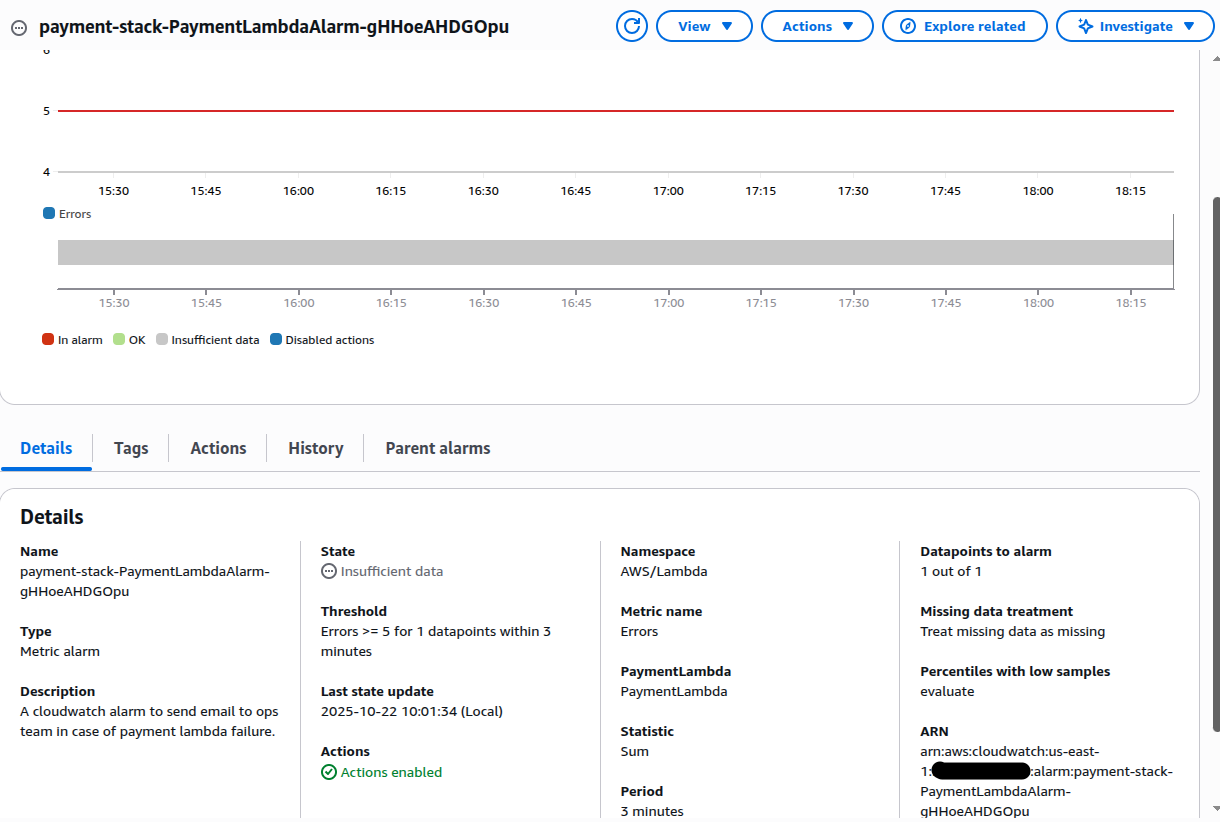 payment-stack-PaymentLambdaAlarm-gHHoeAHDGOpu
View
Actions
Explore related
Investigate
6
5
4
15:30 15:45 16:00 16:15 16:30 16:45 17:00 17:15 17:30 17:45 18:00 18:15
Errors
15:30 15:45 16:00 16:15 16:30 16:45 17:00 17:15 17:30 17:45 18:00 18:15
In alarm OK Insufficient data Disabled actions
Details Tags Actions History Parent alarms
Details
Name
payment-stack-PaymentLambdaAlarm-
gHHoeAHDGOpu
Type
Metric alarm
Description
A cloudwatch alarm to send email to ops
team in case of payment lambda failure.
State
Insufficient data
Threshold
Errors >= 5 for 1 datapoints within 3
minutes
Last state update
2025-10-22 10:01:34 (Local)
Actions
Actions enabled
Namespace
AWS/Lambda
Metric name
Errors
PaymentLambda
PaymentLambda
Statistic
Sum
Period
3 minutes
Datapoints to alarm
1 out of 1
Missing data treatment
Treat missing data as missing
Percentiles with low samples
evaluate
ARN
arn:aws:cloudwatch:us-east-
1: :alarm:payment-stack-
PaymentLambdaAlarm-
gHHoeAHDGOpu